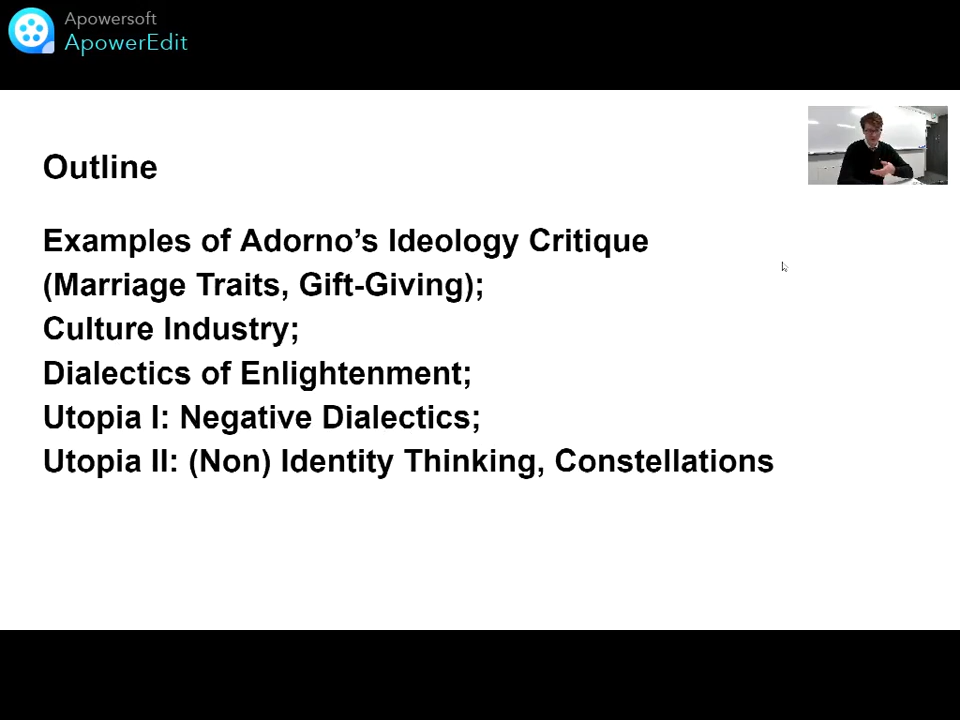 Apowersoft
ApowerEdit
Outline
Examples of Adorno's Ideology Critique
(Marriage Traits, Gift-Giving);
Culture Industry;
Dialectics of Enlightenment;
Utopia I: Negative Dialectics;
Utopia II: (Non) Identity Thinking, Constellations